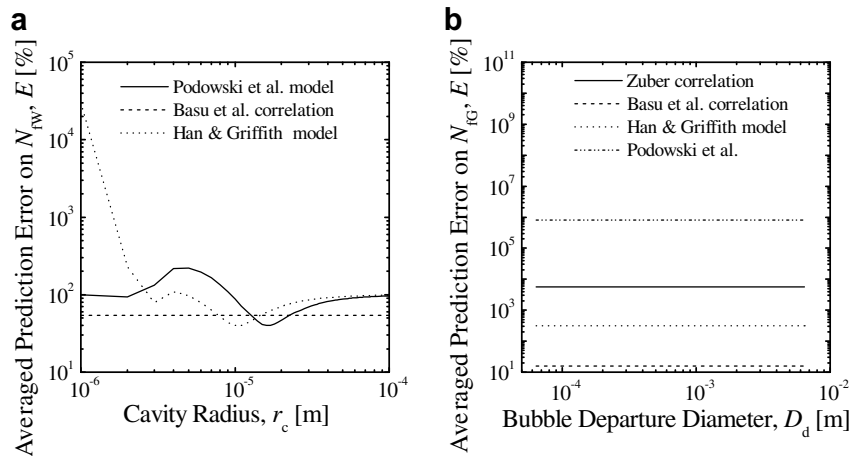 a
Averaged Prediction Error on N_fW, E [%]
10^5
10^4
10^3
10^2
10^1
Podowski et al. model
Basu et al. correlation
Han & Griffith model
10^-6
10^-5
10^-4
Cavity Radius, r_c [m]
b
Averaged Prediction Error on N_fG, E [%]
10^11
10^9
10^7
10^5
10^3
10^1
Zuber correlation
Basu et al. correlation
Han & Griffith model
Podowski et al.
10^-4
10^-3
10^-2
Bubble Departure Diameter, D_d [m]